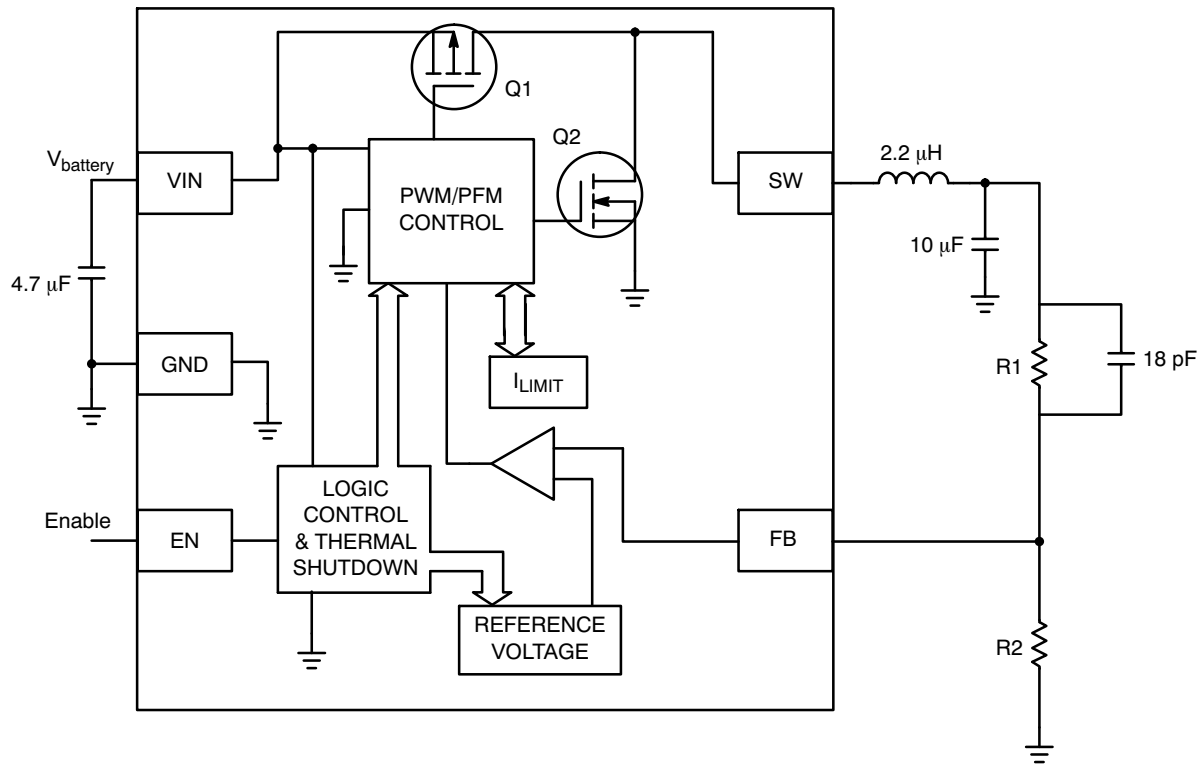 Q1
Q2
V_battery
VIN
PWM/PFM
CONTROL
SW
2.2 μH
10 μF
4.7 μF
GND
I_LIMIT
R1
18 pF
LOGIC
CONTROL
& THERMAL
SHUTDOWN
Enable
EN
FB
REFERENCE
VOLTAGE
R2